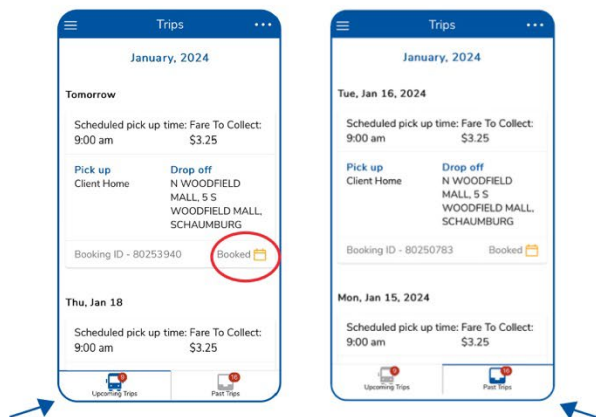 Trips
January, 2024
Tomorrow
Scheduled pick up time: Fare To Collect:
9:00 am $3.25
Pick up Drop off
Client Home N WOODFIELD
MALL, 5 S
WOODFIELD MALL,
SCHAUMBURG
Booking ID - 80253940 Booked
Thu, Jan 18
Scheduled pick up time: Fare To Collect:
9:00 am $3.25
9 16
Upcoming Trips Past Trips
Trips
January, 2024
Tue, Jan 16, 2024
Scheduled pick up time: Fare To Collect:
9:00 am $3.25
Pick up Drop off
Client Home N WOODFIELD
MALL, 5 S
WOODFIELD MALL,
SCHAUMBURG
Booking ID - 80250783 Booked
Mon, Jan 15, 2024
Scheduled pick up time: Fare To Collect:
9:00 am $3.25
9 16
Upcoming Trips Past Trips